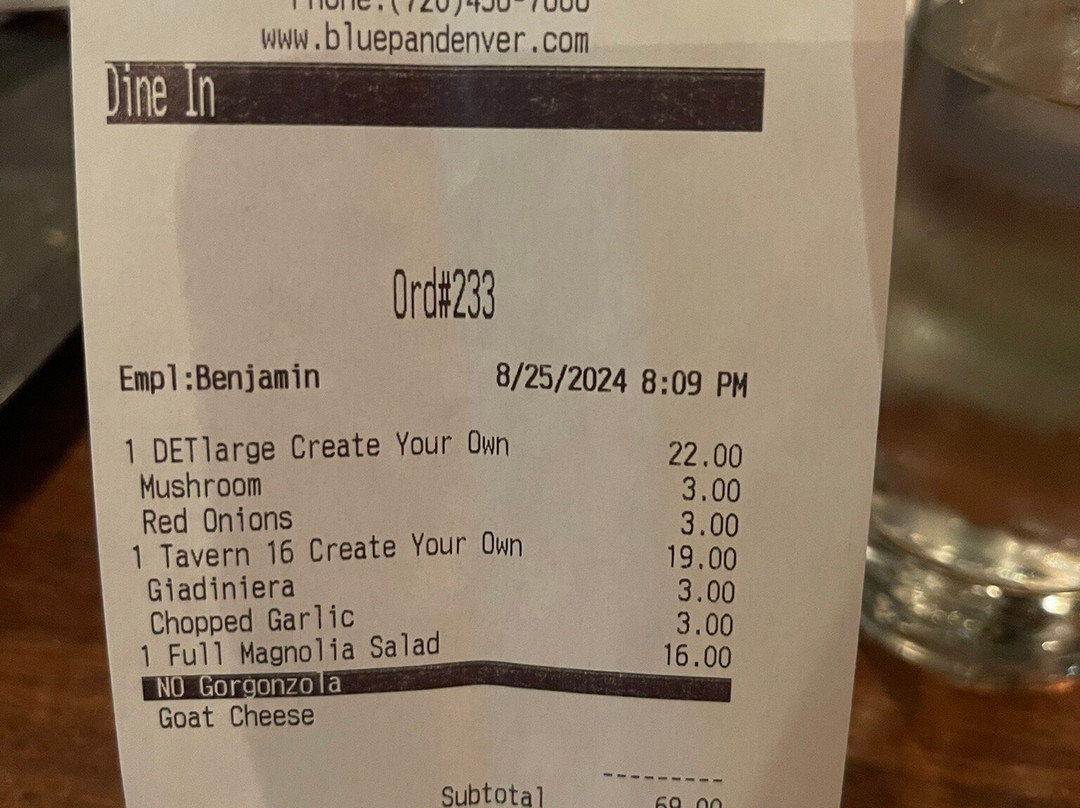 www.bluepandenver.com
Dine In
Ord#233
Empl:Benjamin 8/25/2024 8:09 PM
1 DETlarge Create Your Own 22.00
Mushroom 3.00
Red Onions 3.00
1 Tavern 16 Create Your Own 19.00
Giadiniera 3.00
Chopped Garlic 3.00
1 Full Magnolia Salad 16.00
NO Gorgonzola
Goat Cheese
---------
Subtotal 69.00